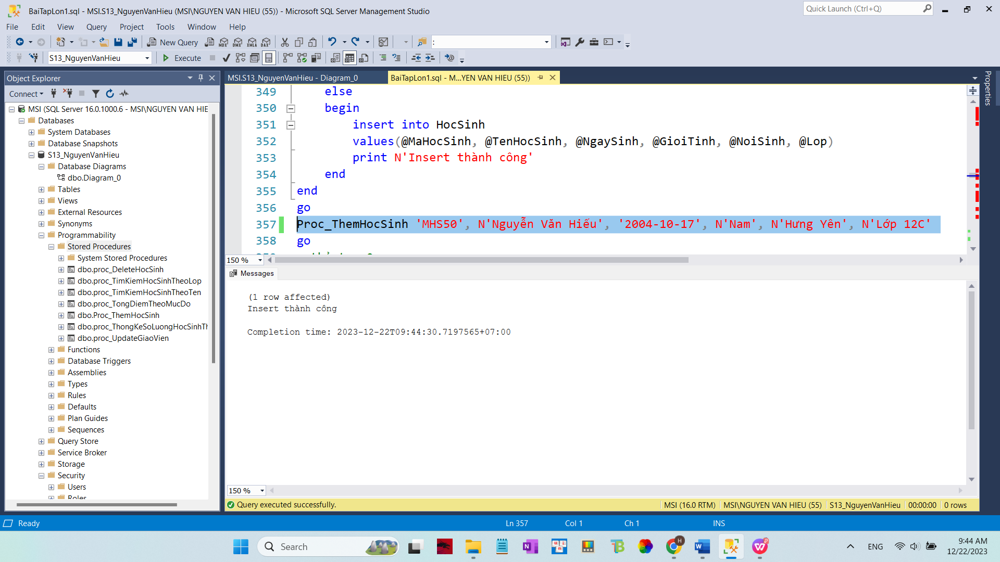 BaiTapLon1.sql - MSI.S13_NguyenVanHieu (MSI\NGUYEN VAN HIEU (55)) - Microsoft SQL Server Management Studio
Quick Launch (Ctrl+Q)
File Edit View Query Project Tools Window Help
New Query
MDX DMX XMLA DAX
:
S13_NguyenVanHieu
Execute
Object Explorer
Connect
MSI (SQL Server 16.0.1000.6 - MSI\NGUYEN VAN HIE
Databases
System Databases
Database Snapshots
S13_NguyenVanHieu
Database Diagrams
dbo.Diagram_0
Tables
Views
External Resources
Synonyms
Programmability
Stored Procedures
System Stored Procedures
dbo.proc_DeleteHocSinh
dbo.proc_TimKiemHocSinhTheoLop
dbo.proc_TimKiemHocSinhTheoTen
dbo.proc_TongDiemTheoMucDo
dbo.Proc_ThemHocSinh
dbo.proc_ThongKeSoLuongHocSinhTh
dbo.proc_UpdateGiaoVien
Functions
Database Triggers
Assemblies
Types
Rules
Defaults
Plan Guides
Sequences
Query Store
Service Broker
Storage
Security
Users
Roles
MSI.S13_NguyenVanHieu - Diagram_0
BaiTapLon1.sql - M...YEN VAN HIEU (55))
Properties
349 else
350 begin
351 insert into HocSinh
352 values(@MaHocSinh, @TenHocSinh, @NgaySinh, @GioiTinh, @NoiSinh, @Lop)
353 print N'Insert thành công'
354 end
355 end
356 go
357 Proc_ThemHocSinh 'MHS50', N'Nguyễn Văn Hiếu', '2004-10-17', N'Nam', N'Hưng Yên', N'Lớp 12C'
358 go
150 %
Messages
(1 row affected)
Insert thành công
Completion time: 2023-12-22T09:44:30.7197565+07:00
150 %
Query executed successfully.
MSI (16.0 RTM) MSI\NGUYEN VAN HIEU (55) S13_NguyenVanHieu 00:00:00 0 rows
Ready
Ln 357 Col 1 Ch 1 INS
Search
ENG
9:44 AM
12/22/2023